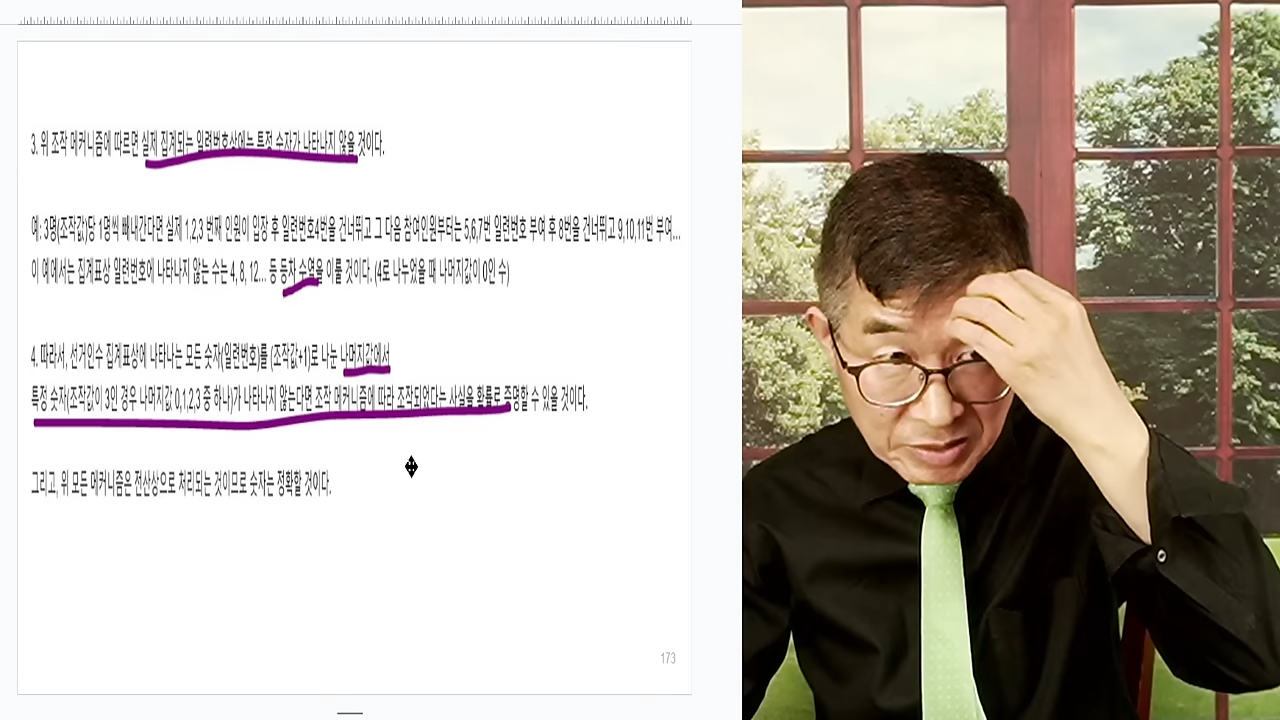 3. 위 조작 메커니즘에 따르면 실제 집계되는 일련번호상에는 특정 숫자가 나타나지 않을 것이다.
예: 3명(조작값)당 1명씩 빼내간다면 실제 1,2,3 번째 인원이 입장 후 일련번호4번을 건너뛰고 그 다음 참여인원부터는 5,6,7번 일련번호 부여 후 8번을 건너뛰고 9,10,11번 부여...
이 예에서는 집계표상 일련번호에 나타나지 않는 수는 4, 8, 12... 등 등차 수열을 이룰 것이다. (4로 나누었을 때 나머지값이 0인 수)
4. 따라서, 선거인수 집계표상에 나타나는 모든 숫자(일련번호)를 (조작값+1)로 나눈 나머지값에서
특정 숫자(조작값이 3인 경우 나머지값 0,1,2,3 중 하나)가 나타나지 않는다면 조작 메커니즘에 따라 조작되었다는 사실을 확률로 증명할 수 있을 것이다.
그리고, 위 모든 메커니즘은 전산상으로 처리되는 것이므로 숫자는 정확할 것이다.
173